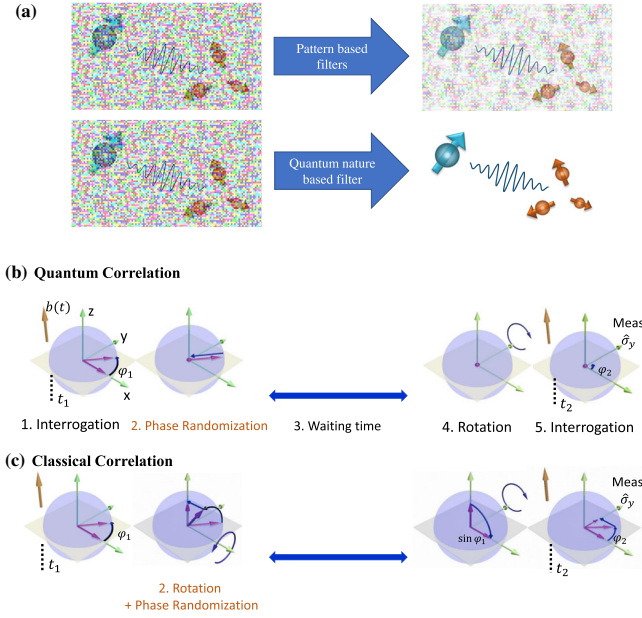 (a)
Pattern based
filters
Quantum nature
based filter
(b) Quantum Correlation
b(t)
z
y
x
φ₁
t₁
Meas
σ̂_y
φ₂
t₂
1. Interrogation
2. Phase Randomization
3. Waiting time
4. Rotation
5. Interrogation
(c) Classical Correlation
φ₁
t₁
2. Rotation
+ Phase Randomization
sin φ₁
Meas
σ̂_y
φ₂
t₂